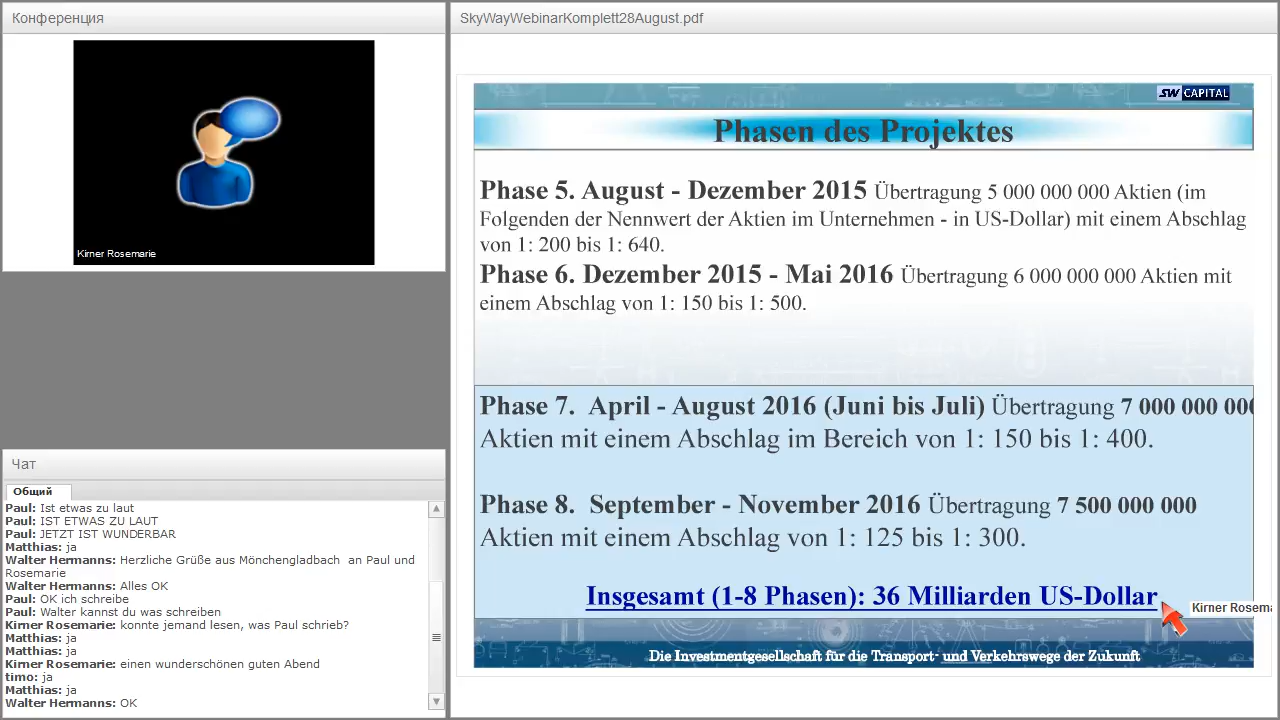 Конференция
Kirner Rosemarie
Чат
Общий
Paul: Ist etwas zu laut
Paul: IST ETWAS ZU LAUT
Paul: JETZT IST WUNDERBAR
Matthias: ja
Walter Hermanns: Herzliche Grüße aus Mönchengladbach an Paul und
Rosemarie
Walter Hermanns: Alles OK
Paul: OK ich schreibe
Paul: Walter kannst du was schreiben
Kirner Rosemarie: konnte jemand lesen, was Paul schrieb?
Matthias: ja
Matthias: ja
Kirner Rosemarie: einen wunderschönen guten Abend
timo: ja
Matthias: ja
Walter Hermanns: OK
SkyWayWebinarKomplett28August.pdf
SW CAPITAL
Phasen des Projektes
Phase 5. August - Dezember 2015 Übertragung 5 000 000 000 Aktien (im
Folgenden der Nennwert der Aktien im Unternehmen - in US-Dollar) mit einem Abschlag
von 1: 200 bis 1: 640.
Phase 6. Dezember 2015 - Mai 2016 Übertragung 6 000 000 000 Aktien mit
einem Abschlag von 1: 150 bis 1: 500.
Phase 7. April - August 2016 (Juni bis Juli) Übertragung 7 000 000 000
Aktien mit einem Abschlag im Bereich von 1: 150 bis 1: 400.
Phase 8. September - November 2016 Übertragung 7 500 000 000
Aktien mit einem Abschlag von 1: 125 bis 1: 300.
Insgesamt (1-8 Phasen): 36 Milliarden US-Dollar
Kirner Rosema
Die Investmentgesellschaft für die Transport- und Verkehrswege der Zukunft